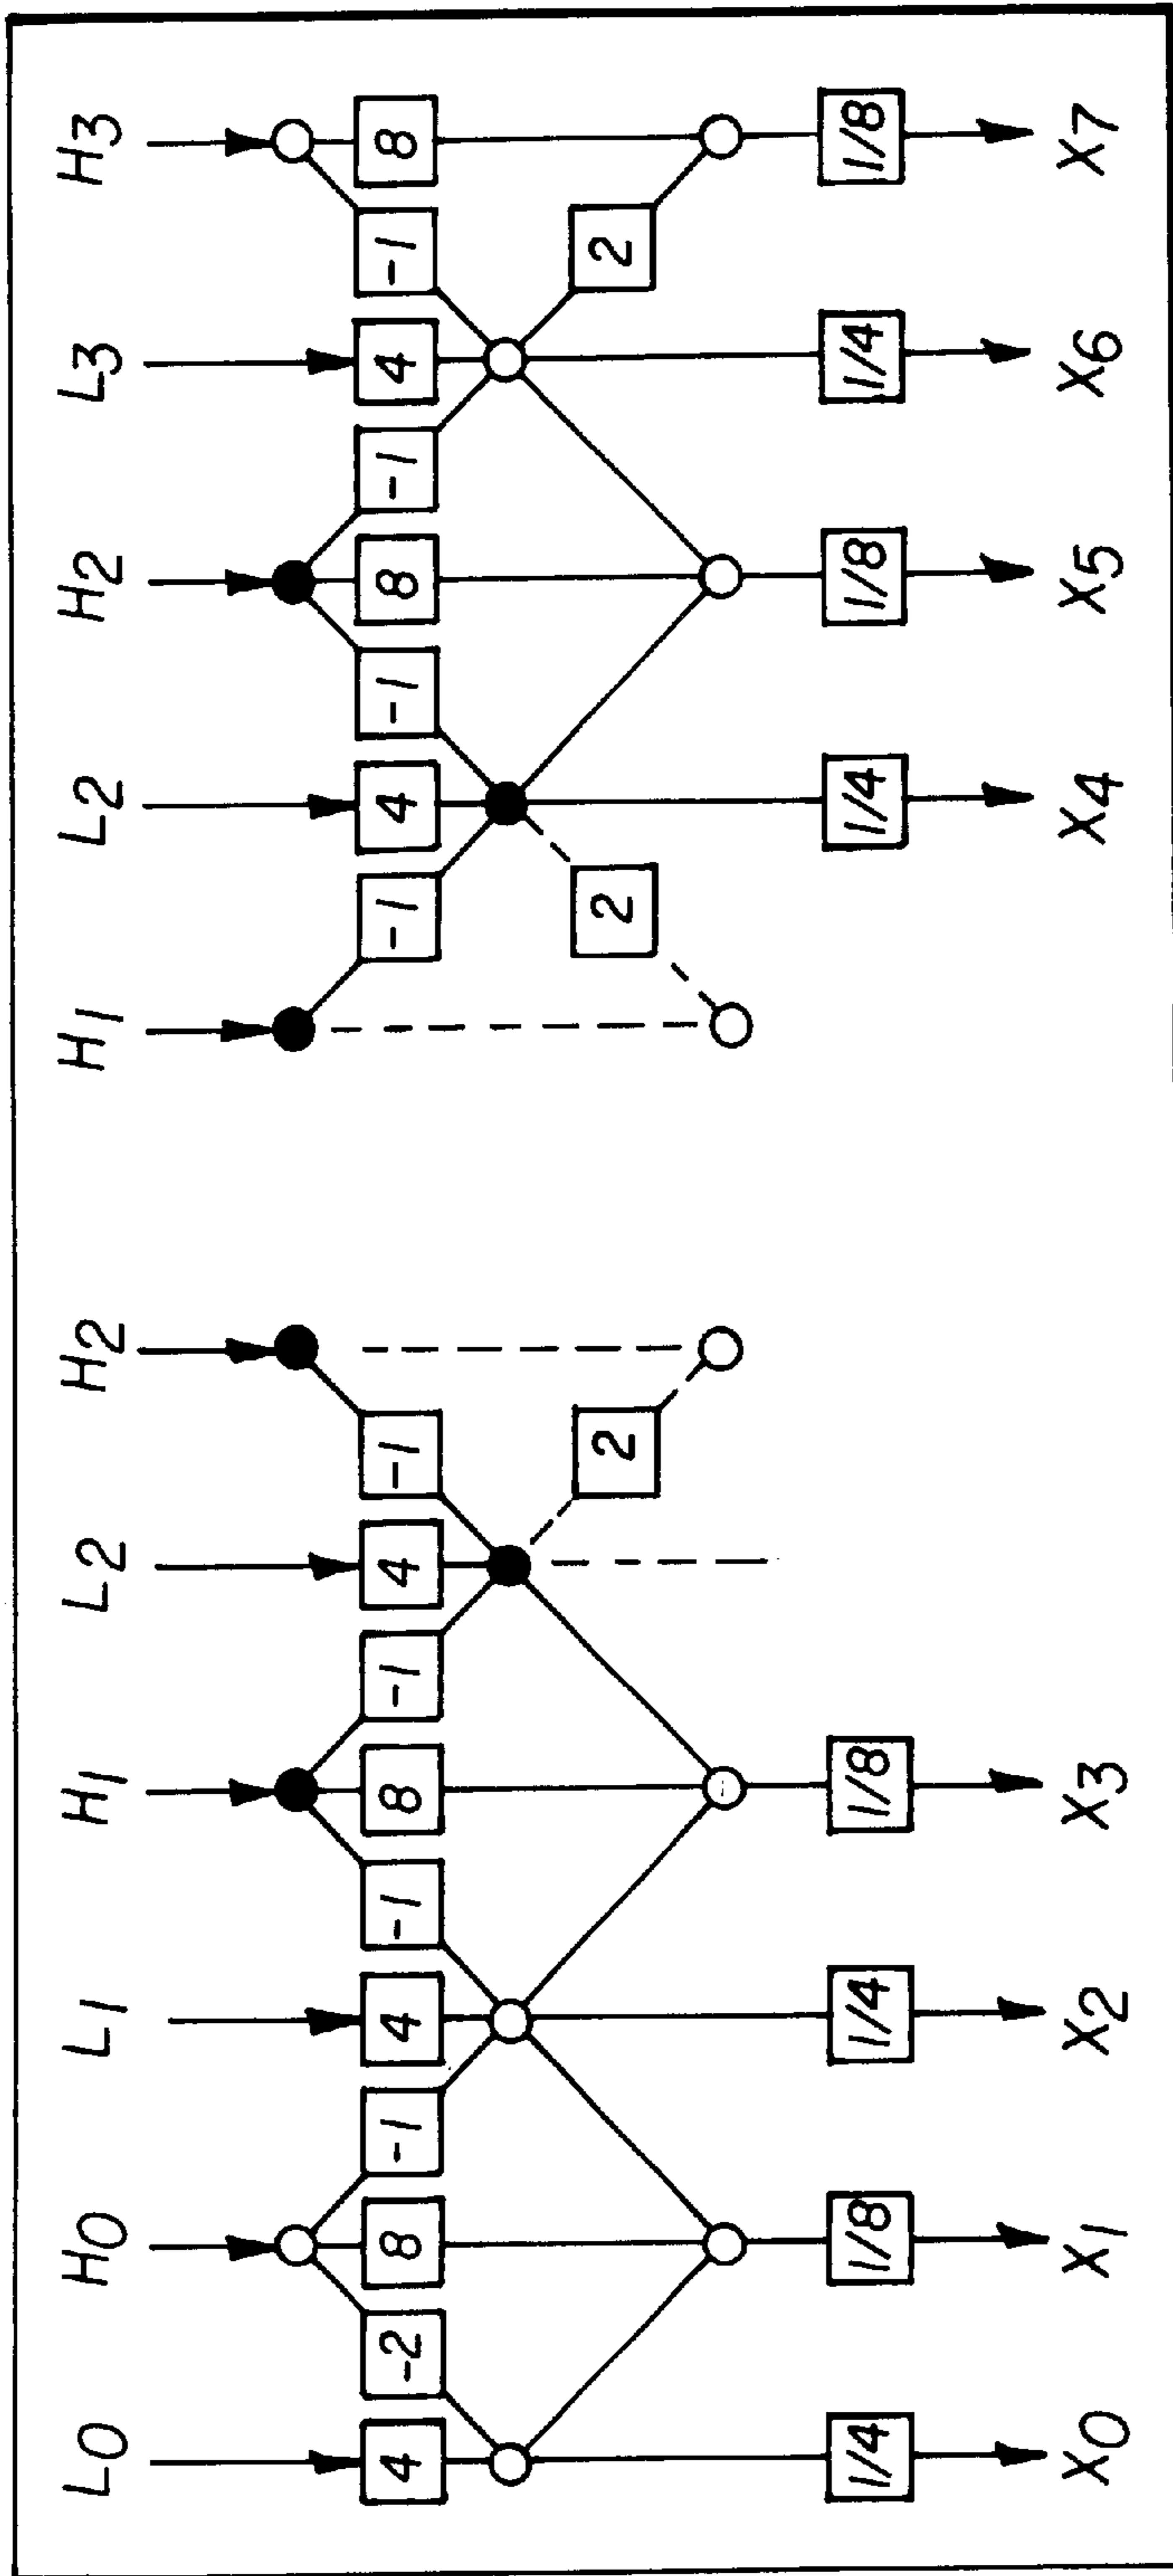 L0 H0 L1 H1 L2 H2 H1 L2 H2 L3 H3
4 -2 8 -1 4 -1 8 -1 4 -1 -1 4 -1 8 -1 4 -1 8
2 2 2
1/4 1/8 1/4 1/8 1/4 1/8 1/4 1/8
X0 X1 X2 X3 X4 X5 X6 X7